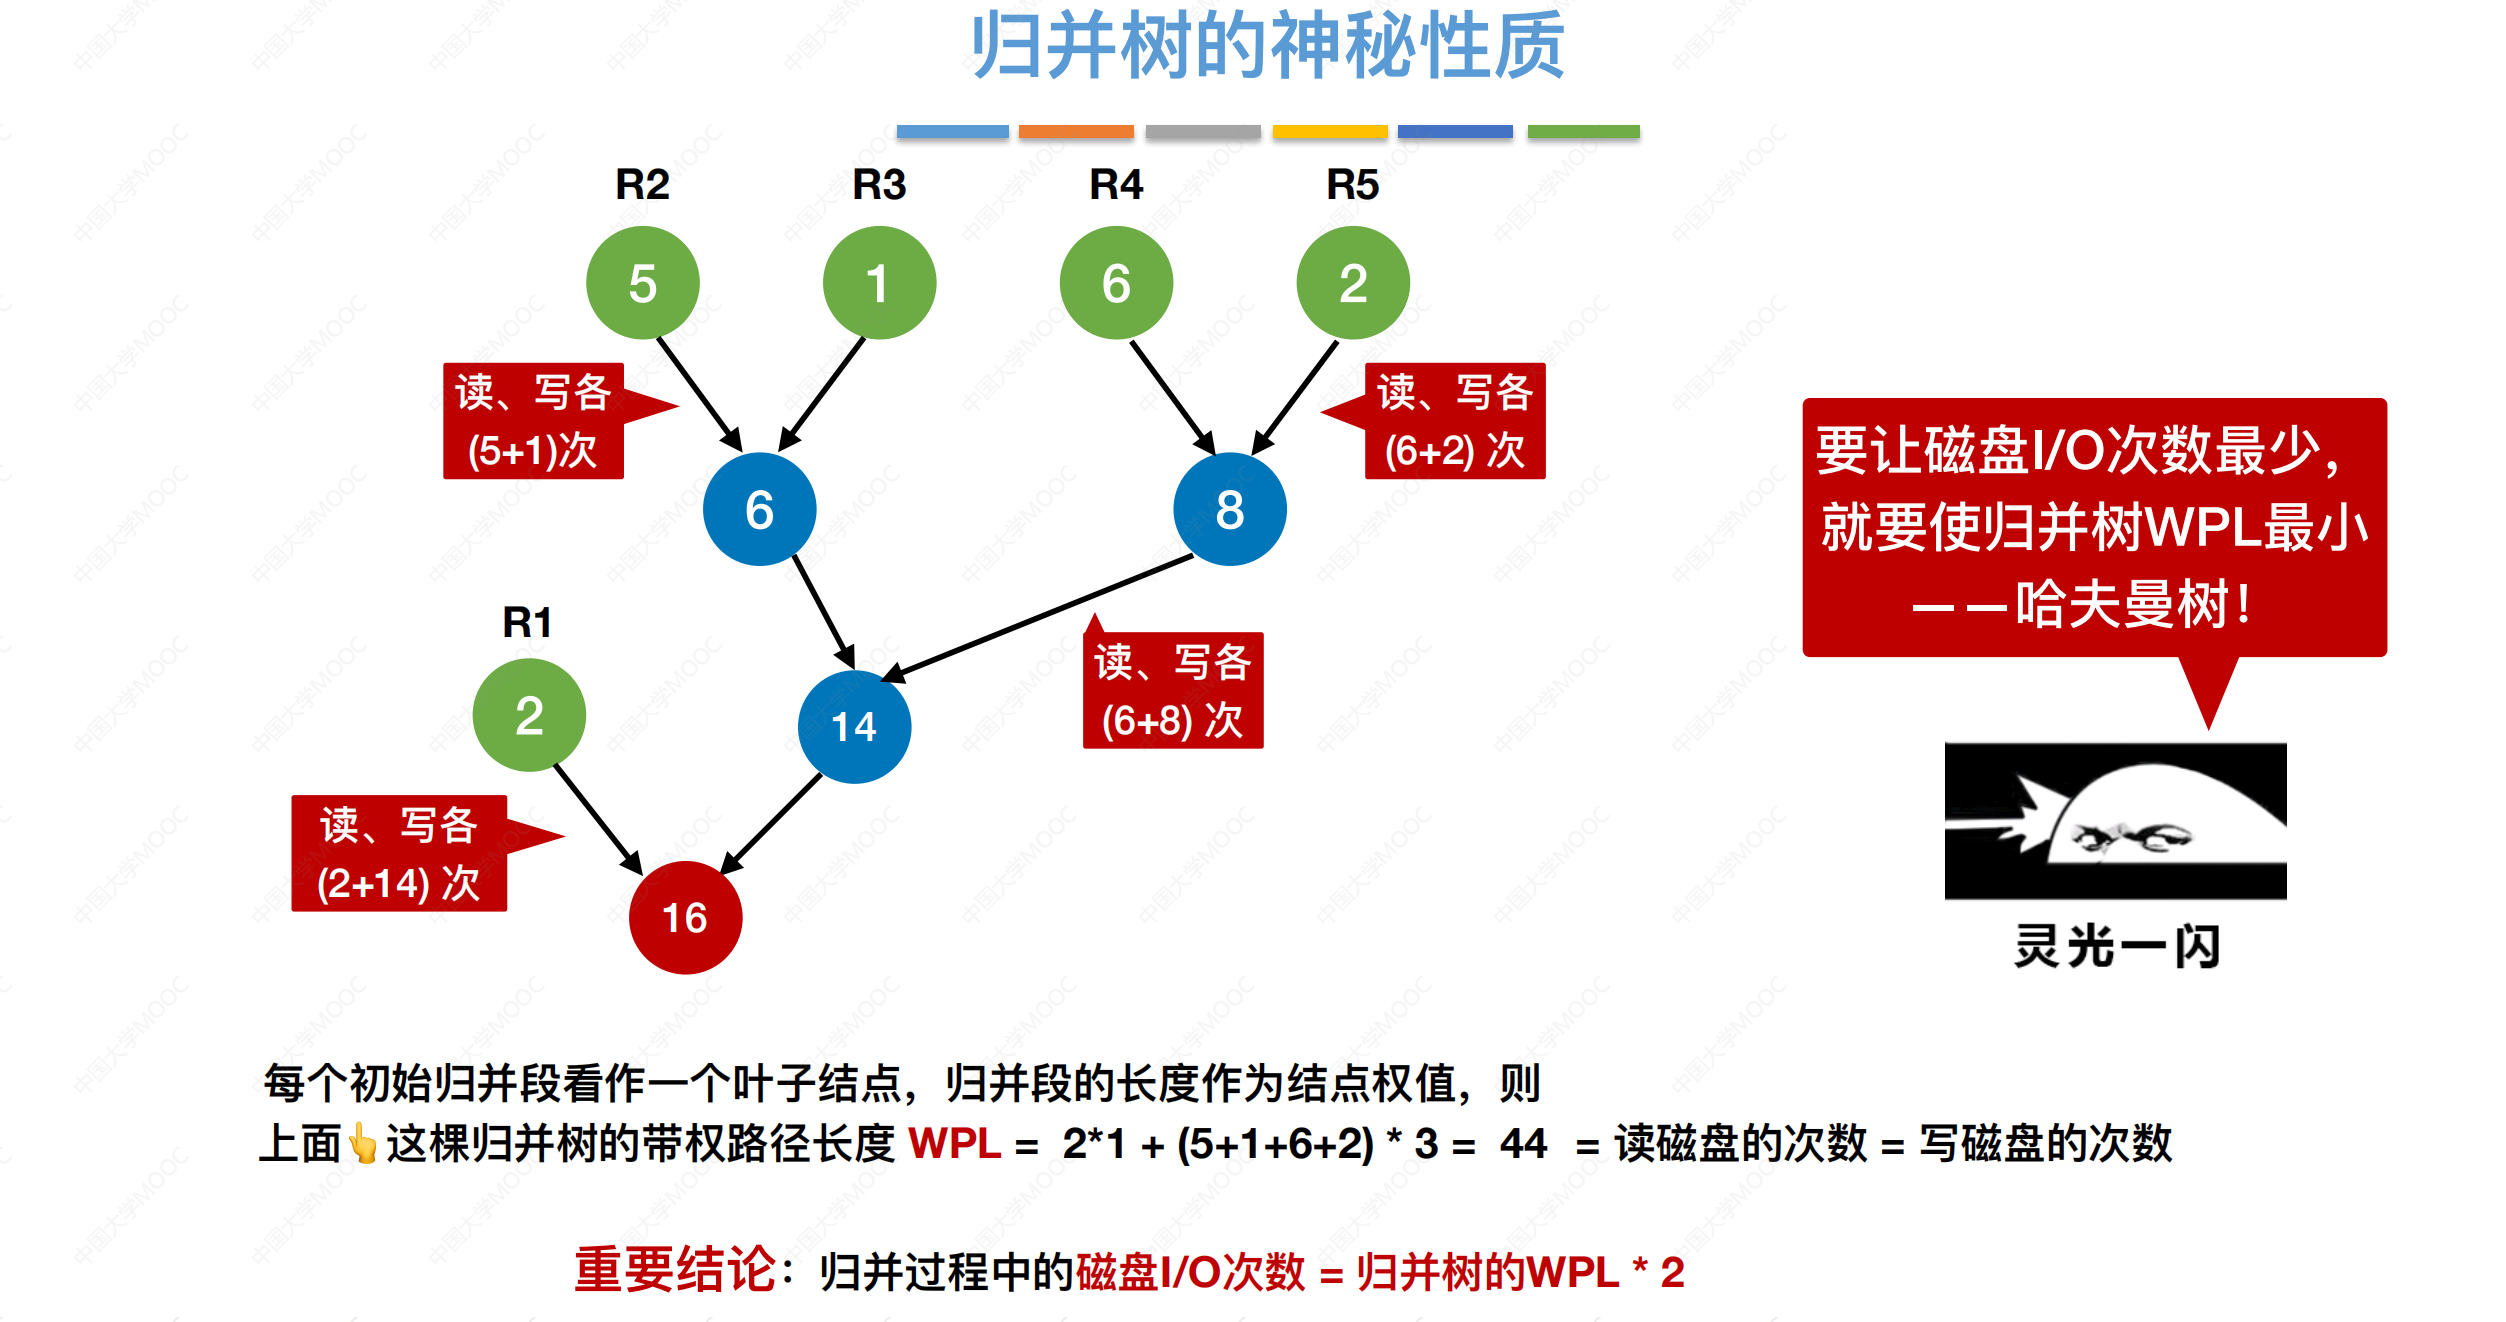 归并树的神秘性质
R2 R3 R4 R5
5 1 6 2
读、写各
(5+1)次
读、写各
(6+2) 次
6 8
R1
2
14
读、写各
(6+8) 次
读、写各
(2+14) 次
16
要让磁盘I/O次数最少，
就要使归并树WPL最小
——哈夫曼树！
灵光一闪
每个初始归并段看作一个叶子结点，归并段的长度作为结点权值，则
上面👆这棵归并树的带权路径长度 WPL = 2*1 + (5+1+6+2) * 3 = 44 = 读磁盘的次数 = 写磁盘的次数
重要结论：归并过程中的磁盘I/O次数 = 归并树的WPL * 2
中国大学MOOC